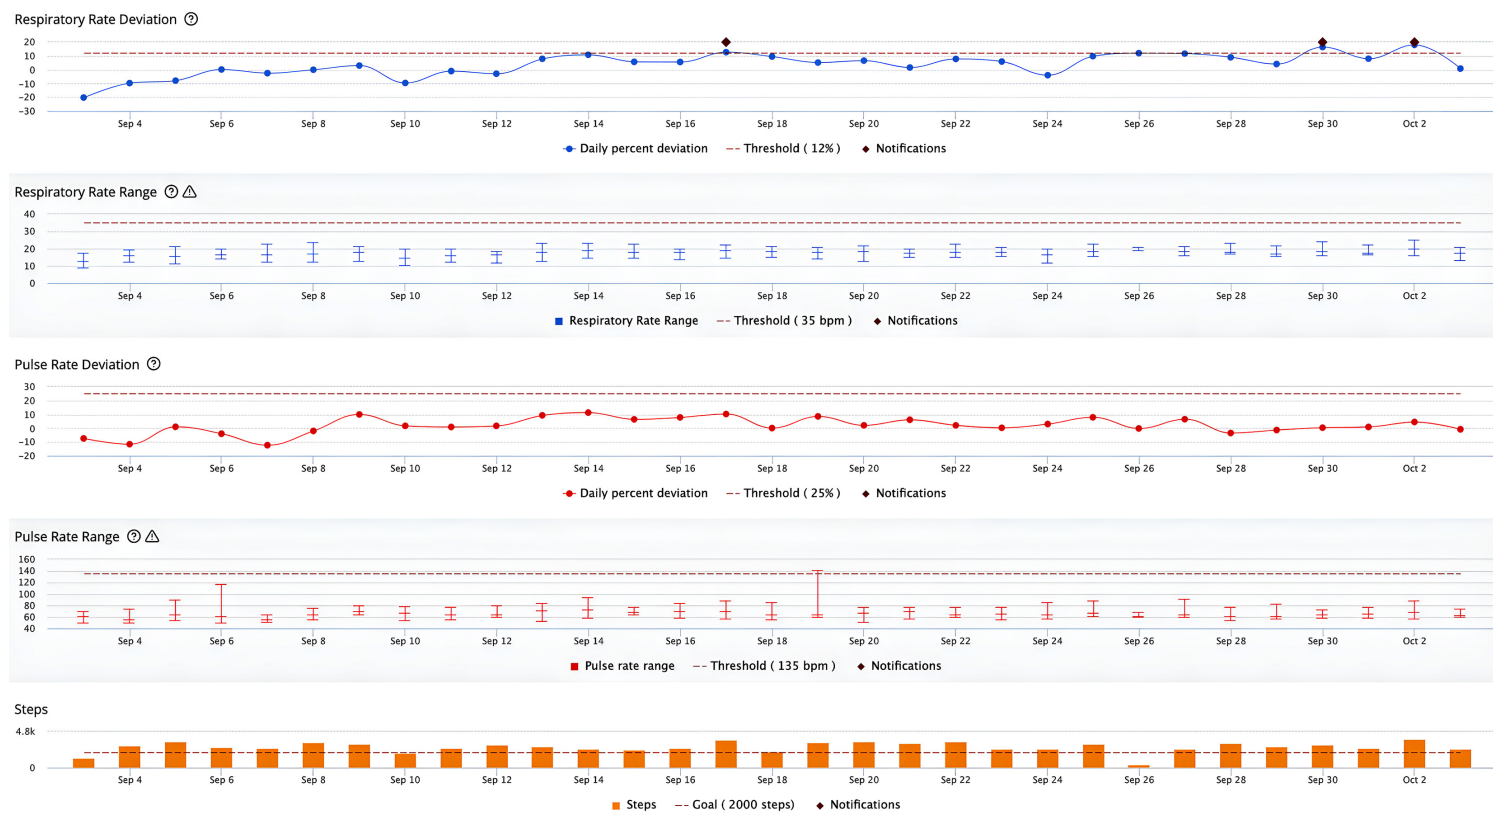 Respiratory Rate Deviation
20
10
0
−10
−20
−30
Sep 4 Sep 6 Sep 8 Sep 10 Sep 12 Sep 14 Sep 16 Sep 18 Sep 20 Sep 22 Sep 24 Sep 26 Sep 28 Sep 30 Oct 2
Daily percent deviation Threshold ( 12% ) Notifications
Respiratory Rate Range
40
30
20
10
0
Sep 4 Sep 6 Sep 8 Sep 10 Sep 12 Sep 14 Sep 16 Sep 18 Sep 20 Sep 22 Sep 24 Sep 26 Sep 28 Sep 30 Oct 2
Respiratory Rate Range Threshold ( 35 bpm ) Notifications
Pulse Rate Deviation
30
20
10
0
−10
−20
Sep 4 Sep 6 Sep 8 Sep 10 Sep 12 Sep 14 Sep 16 Sep 18 Sep 20 Sep 22 Sep 24 Sep 26 Sep 28 Sep 30 Oct 2
Daily percent deviation Threshold ( 25% ) Notifications
Pulse Rate Range
160
140
120
100
80
60
40
Sep 4 Sep 6 Sep 8 Sep 10 Sep 12 Sep 14 Sep 16 Sep 18 Sep 20 Sep 22 Sep 24 Sep 26 Sep 28 Sep 30 Oct 2
Pulse rate range Threshold ( 135 bpm ) Notifications
Steps
4.8k
0
Sep 4 Sep 6 Sep 8 Sep 10 Sep 12 Sep 14 Sep 16 Sep 18 Sep 20 Sep 22 Sep 24 Sep 26 Sep 28 Sep 30 Oct 2
Steps Goal ( 2000 steps) Notifications